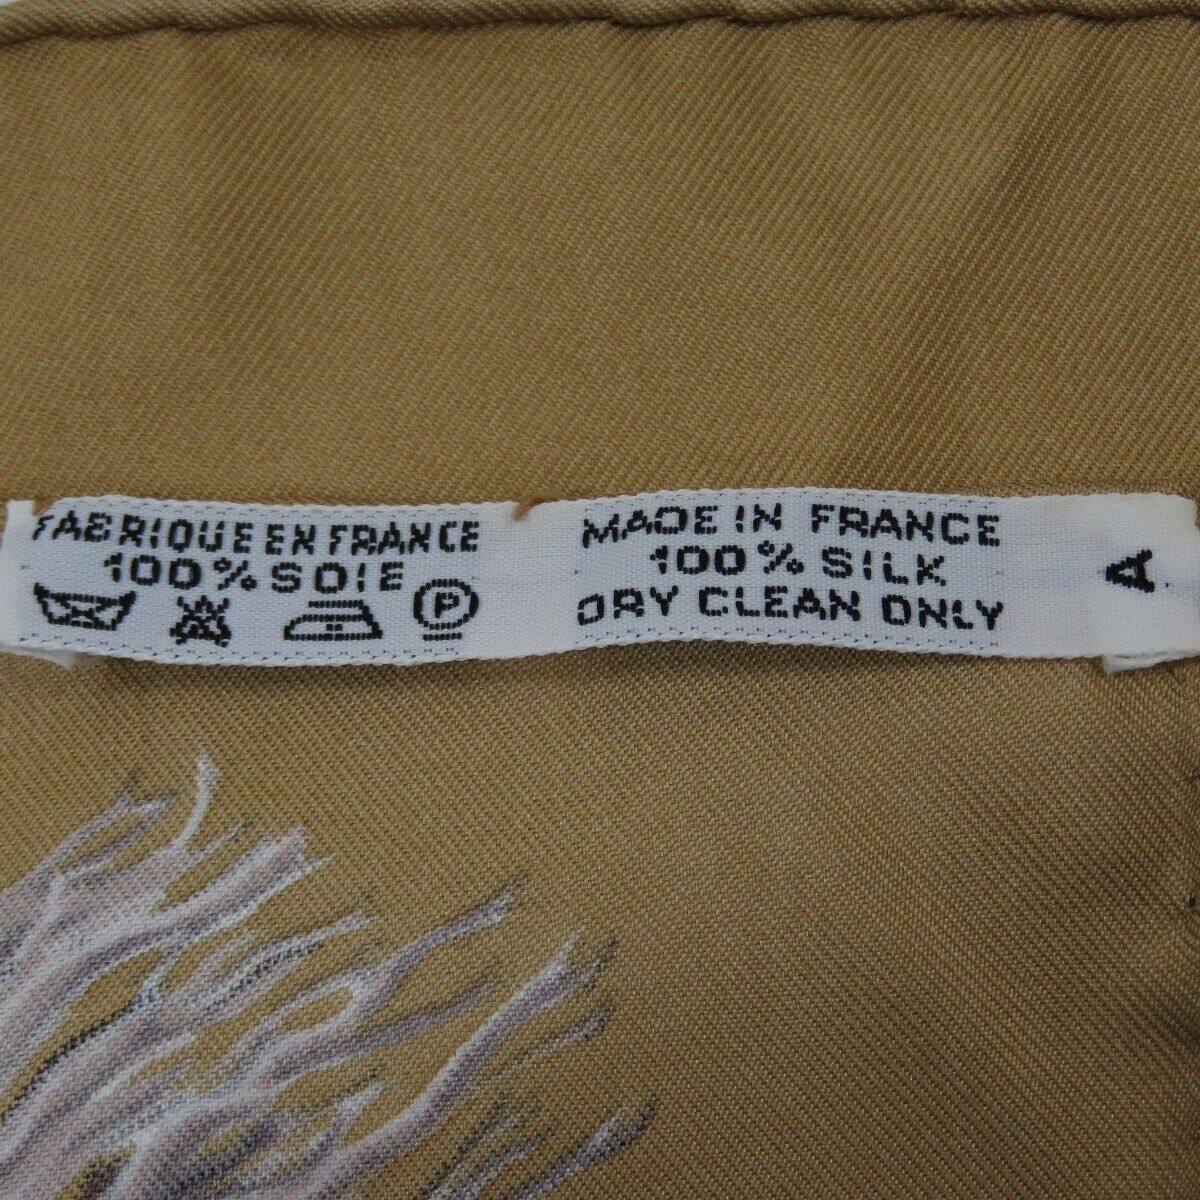 FABRIQUE EN FRANCE
100% SOIE
P
MADE IN FRANCE
100% SILK
DRY CLEAN ONLY
A